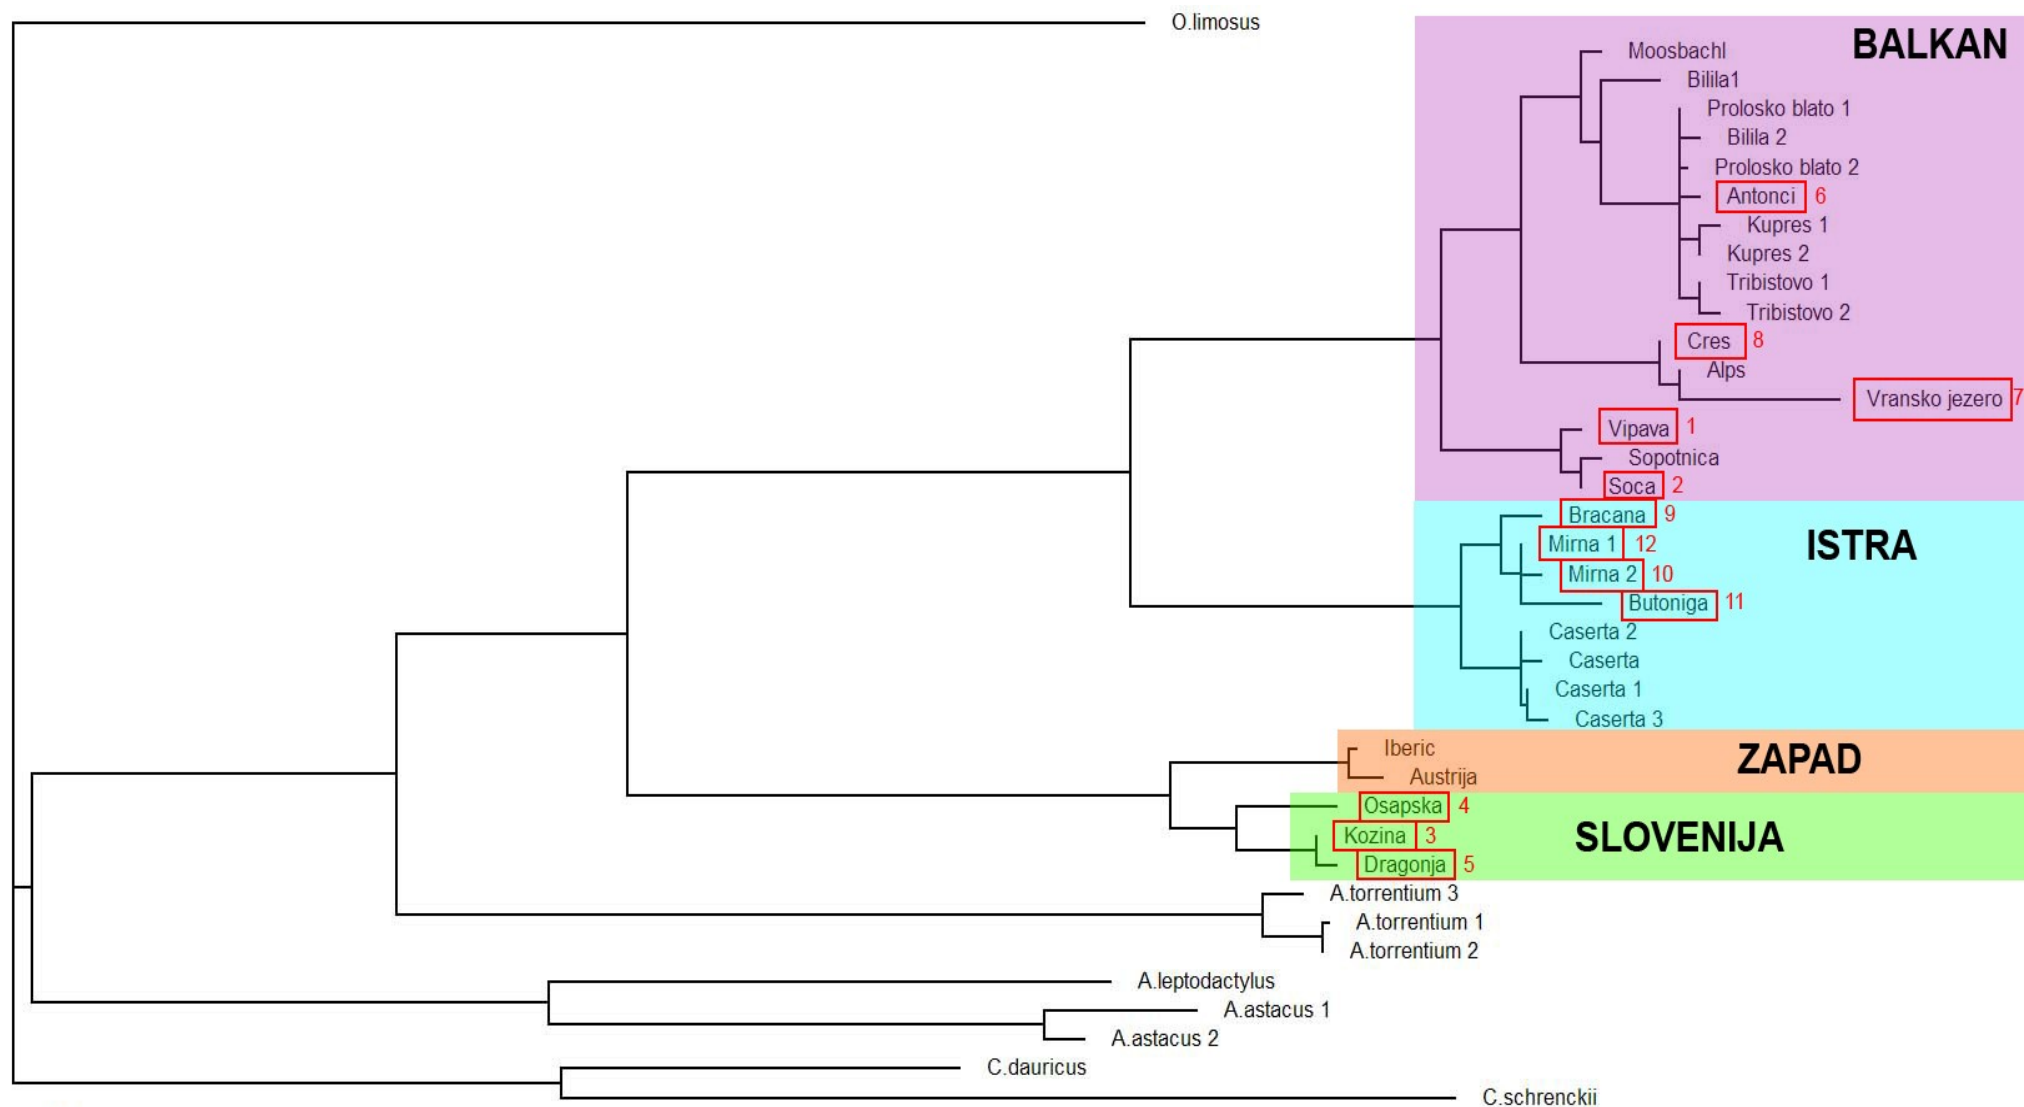 O.limosus
BALKAN
Moosbachl
Bilila1
Prolosko blato 1
Bilila 2
Prolosko blato 2
Antonci 6
Kupres 1
Kupres 2
Tribistovo 1
Tribistovo 2
Cres 8
Alps
Vransko jezero 7
Vipava 1
Sopotnica
Soca 2
Bracana 9
ISTRA
Mirna 1 12
Mirna 2 10
Butoniga 11
Caserta 2
Caserta
Caserta 1
Caserta 3
Iberic
ZAPAD
Austrija
Osapska 4
SLOVENIJA
Kozina 3
Dragonja 5
A.torrentium 3
A.torrentium 1
A.torrentium 2
A.leptodactylus
A.astacus 1
A.astacus 2
C.dauricus
C.schrenckii